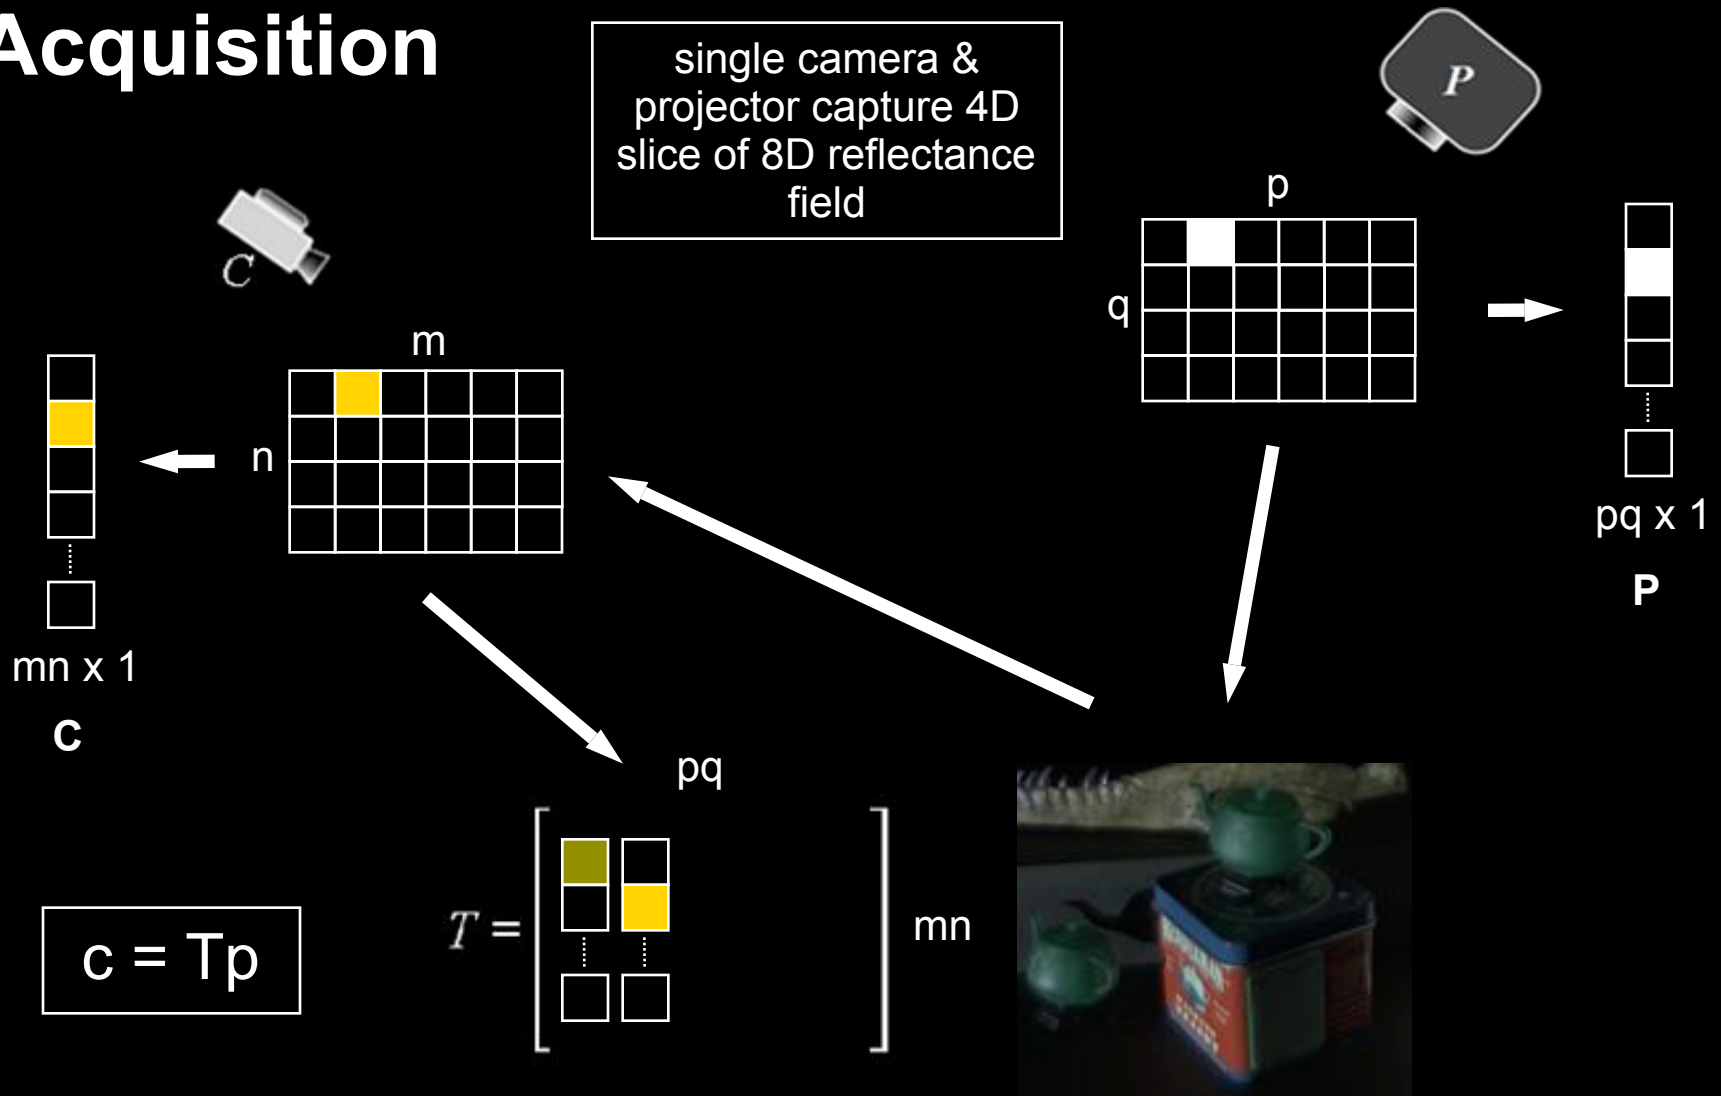 Acquisition
single camera &
projector capture 4D
slice of 8D reflectance
field
P
C
p
q
pq x 1
P
m
n
mn x 1
C
pq
T =
mn
c = Tp